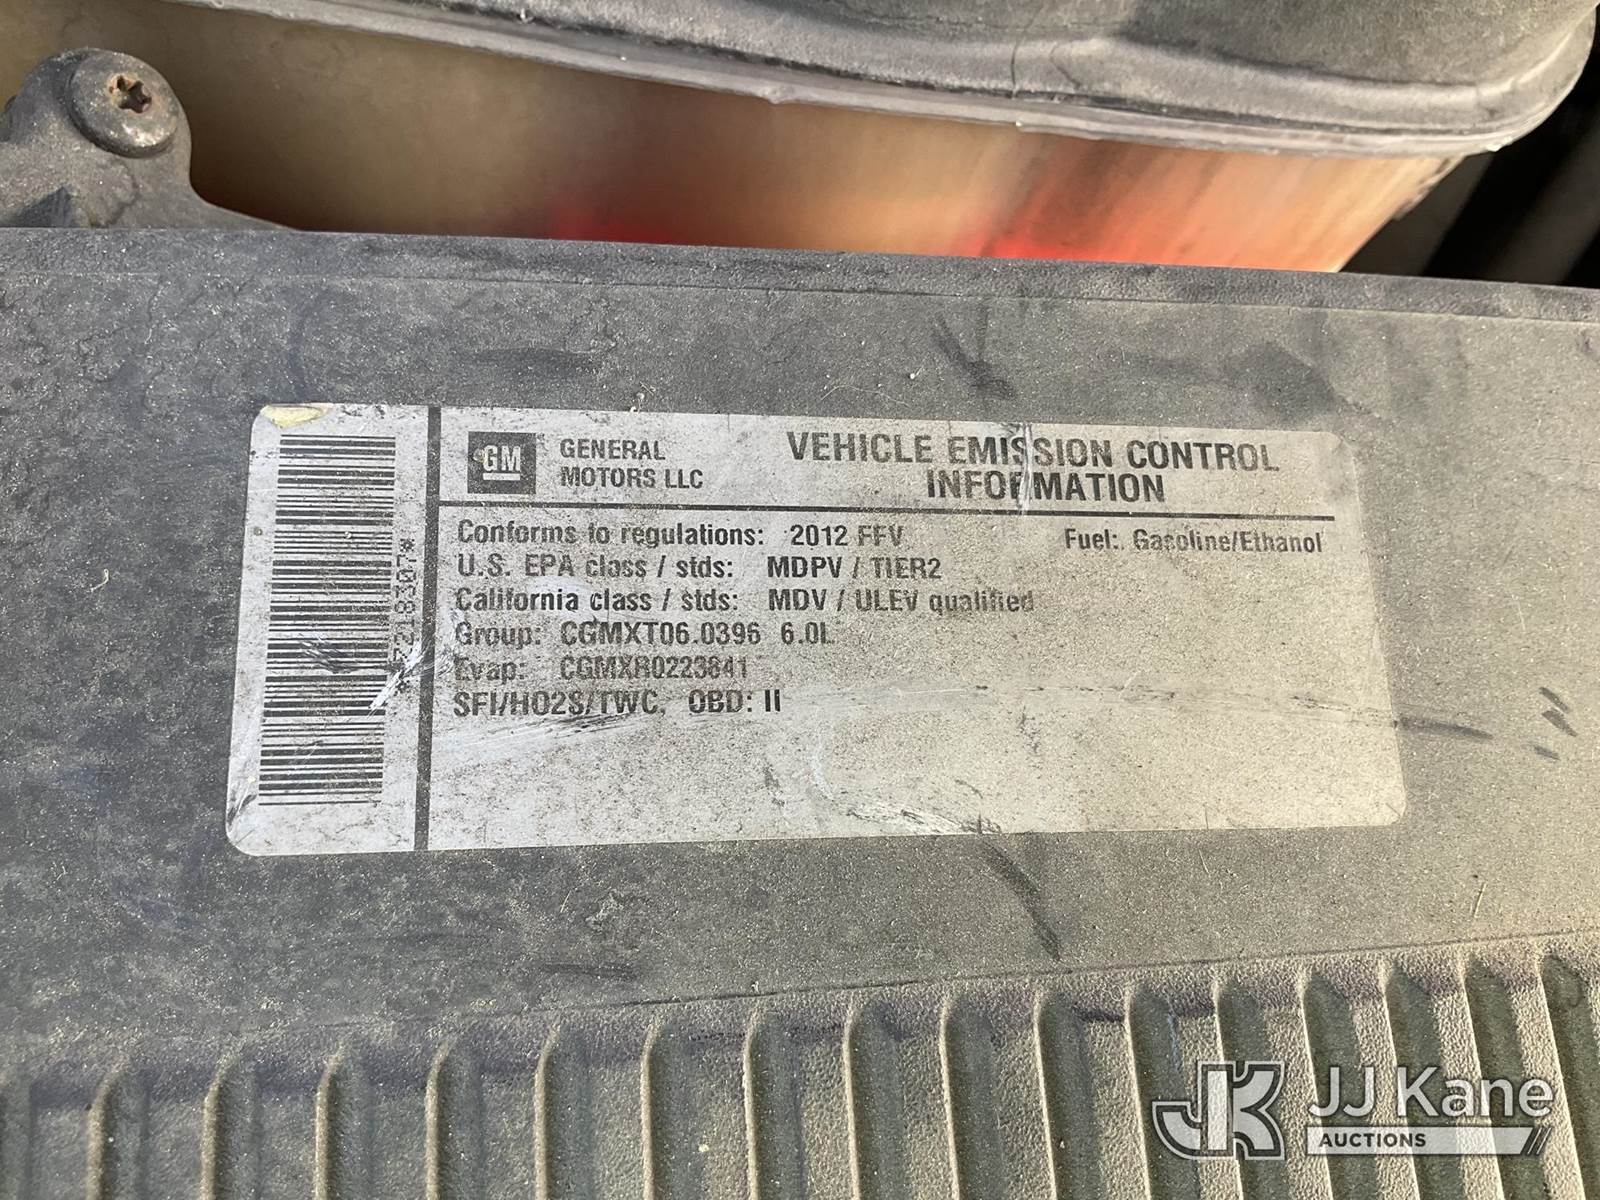 GM GENERAL MOTORS LLC
VEHICLE EMISSION CONTROL
INFORMATION
Conforms to regulations: 2012 FFV Fuel:. Gasoline/Ethanol
U.S. EPA class / stds: MDPV / TIER2
California class / stds: MDV / ULEV qualified
Group: CGMXT06.0396 6.0L
Evap: CGMXR0223841
SFI/HO2S/TWC, OBD: II
JK JJ Kane
AUCTIONS